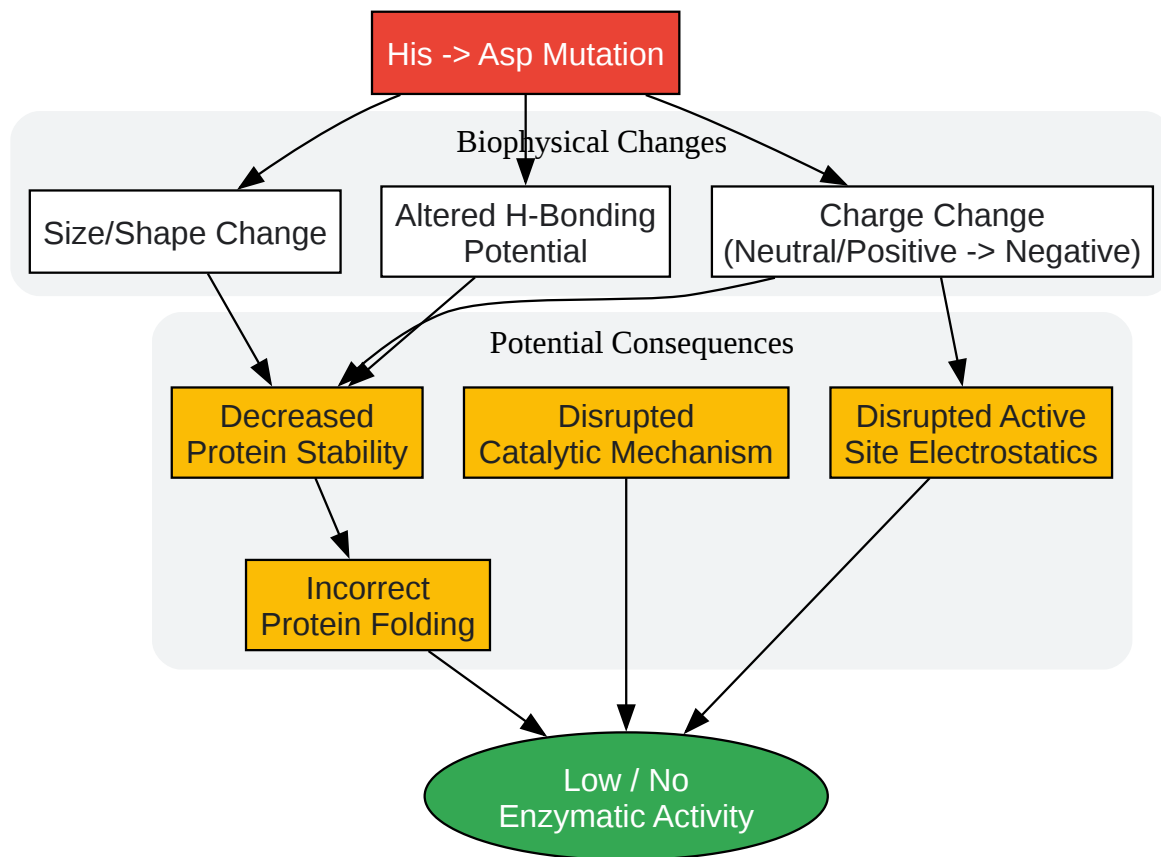 His -> Asp Mutation
Biophysical Changes
Size/Shape Change
Altered H-Bonding
Potential
Charge Change
(Neutral/Positive -> Negative)
Potential Consequences
Decreased
Protein Stability
Disrupted
Catalytic Mechanism
Disrupted Active
Site Electrostatics
Incorrect
Protein Folding
Low / No
Enzymatic Activity